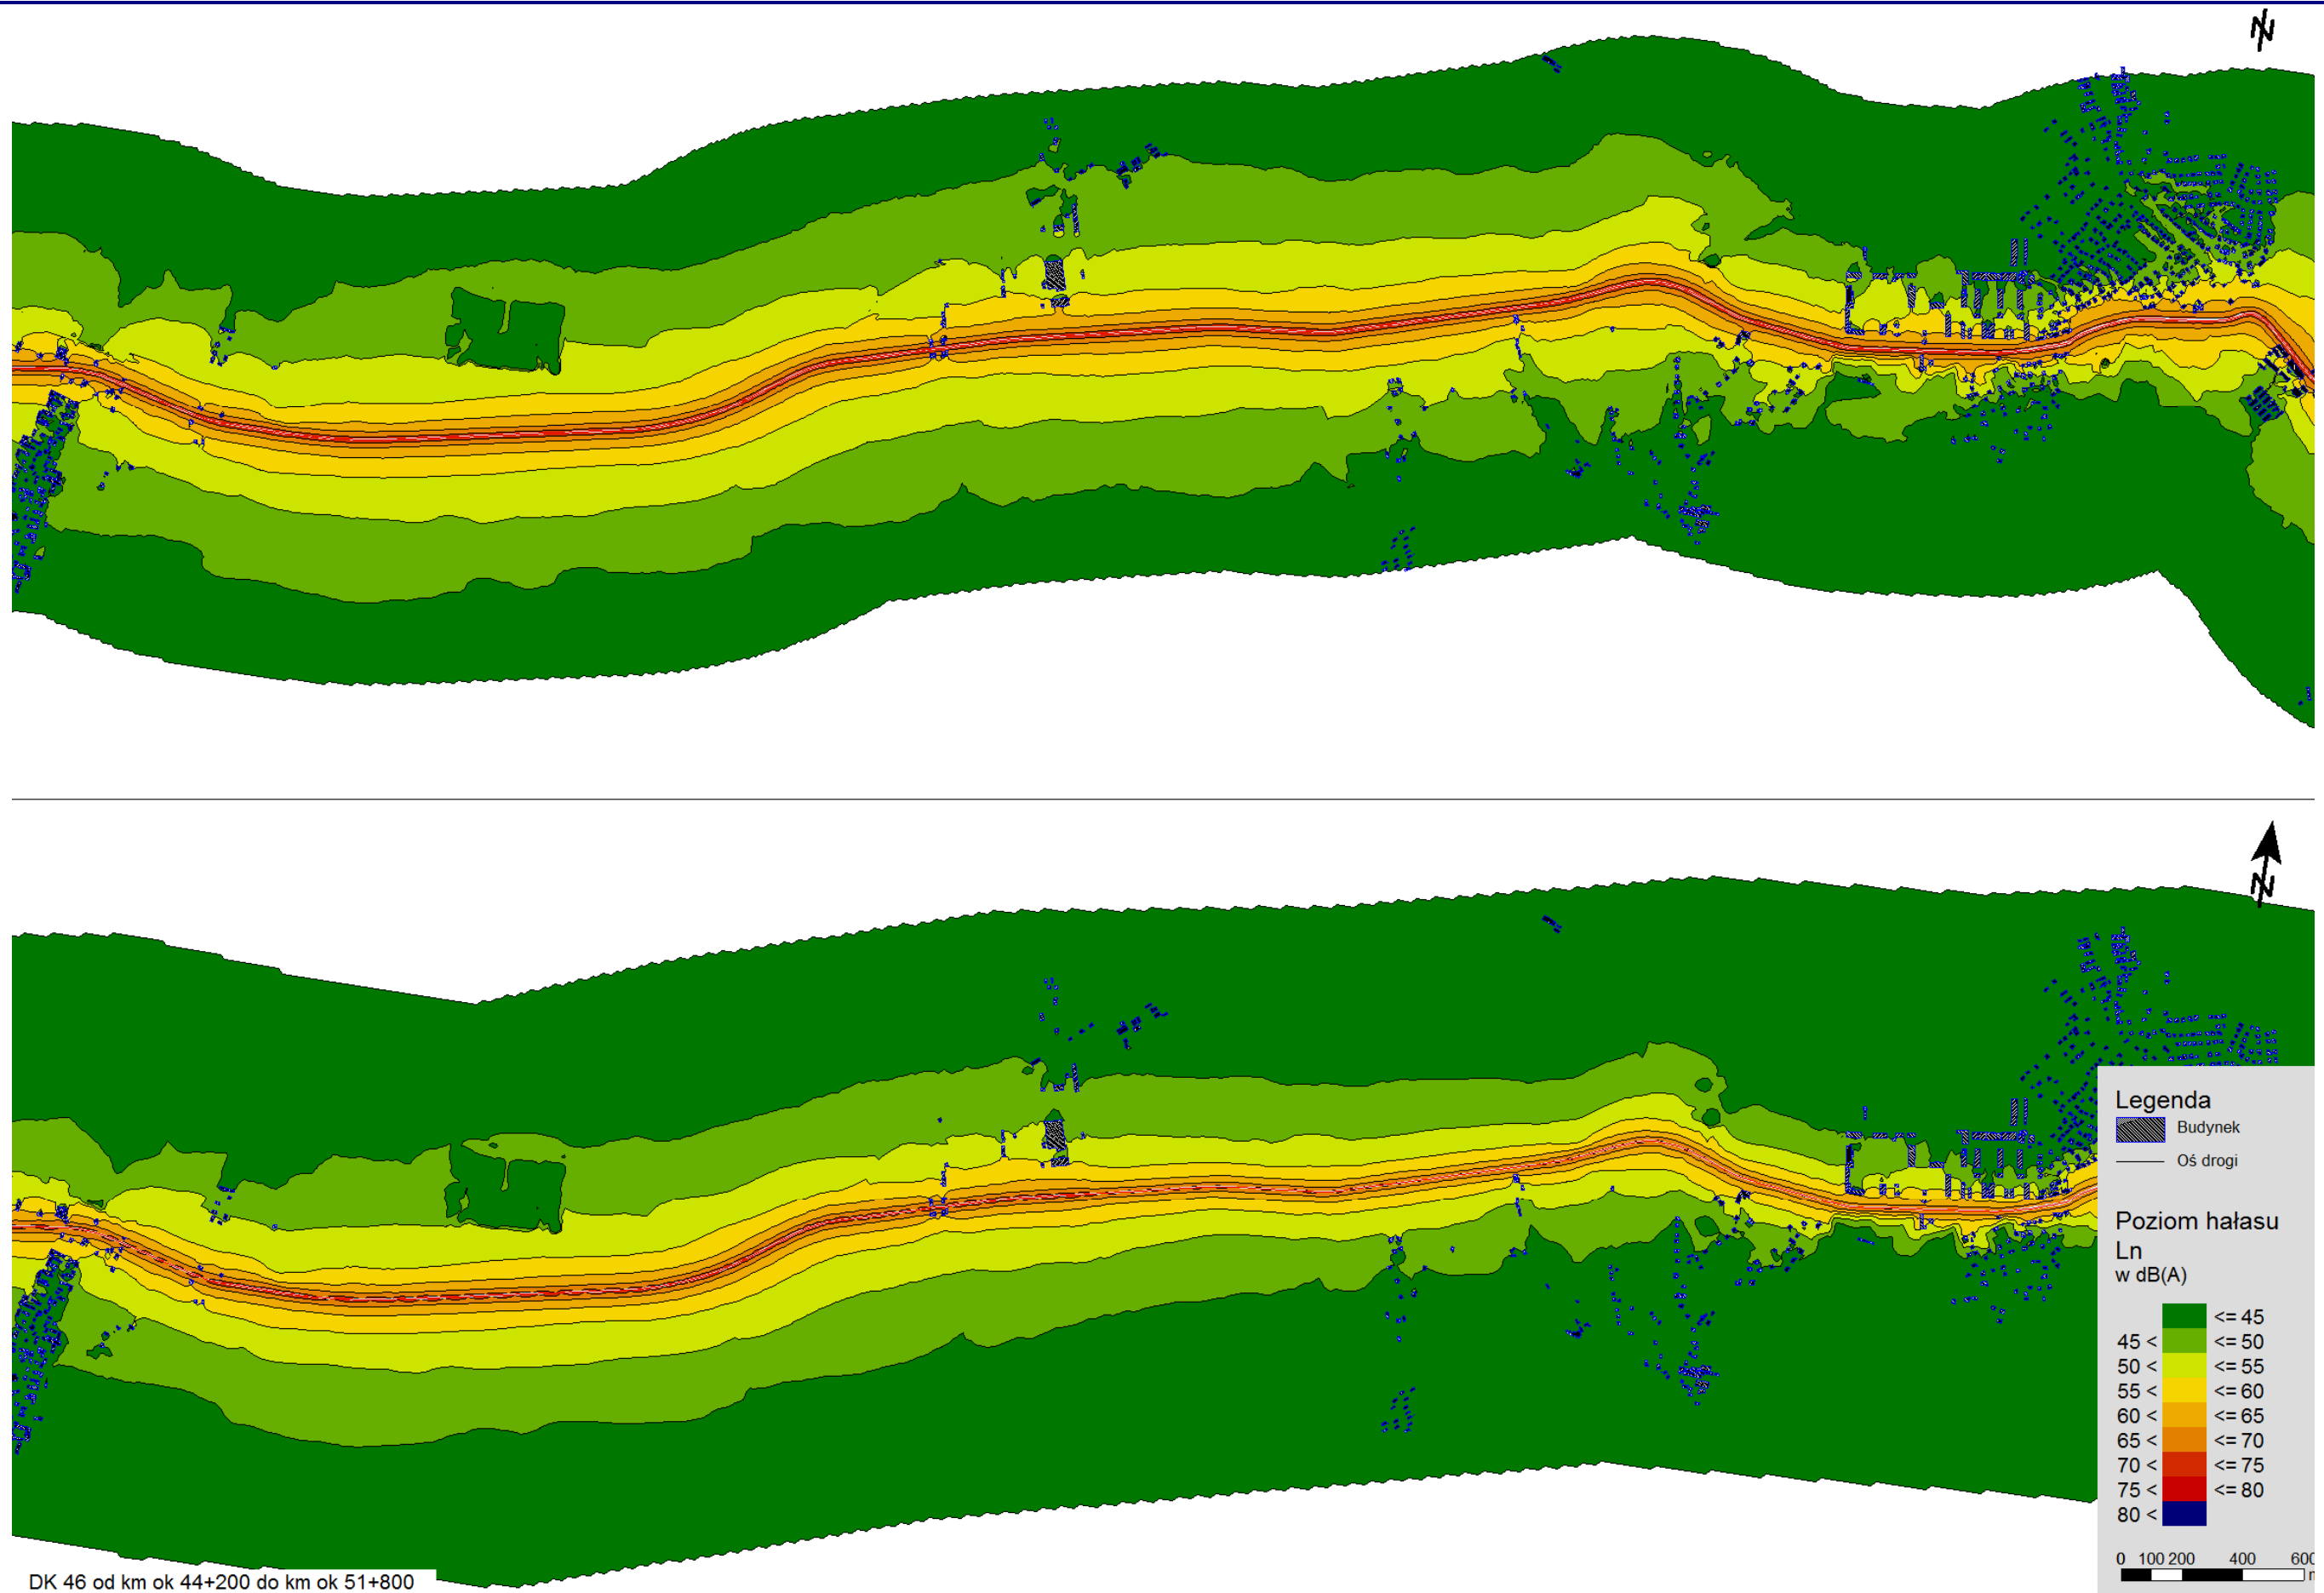 N
N
Legenda
Budynek
Oś drogi
Poziom hałasu
Ln
w dB(A)
<= 45
45 < <= 50
50 < <= 55
55 < <= 60
60 < <= 65
65 < <= 70
70 < <= 75
75 < <= 80
80 <
0 100 200 400 600
DK 46 od km ok 44+200 do km ok 51+800